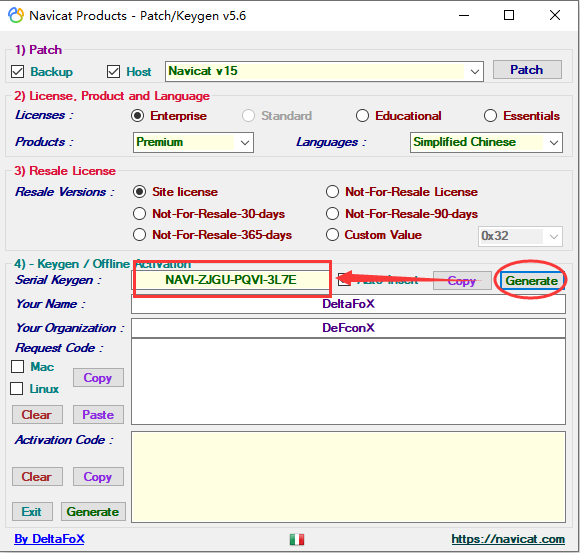 Navicat Products - Patch/Keygen v5.6
1) Patch
Backup Host Navicat v15 Patch
2) License, Product and Language
Licenses : Enterprise Standard Educational Essentials
Products : Premium Languages : Simplified Chinese
3) Resale License
Resale Versions : Site license Not-For-Resale License
Not-For-Resale-30-days Not-For-Resale-90-days
Not-For-Resale-365-days Custom Value 0x32
4) - Keygen / Offline Activation
Serial Keygen : NAVI-ZJGU-PQVI-3L7E Auto-Insert Copy Generate
Your Name : DeltaFoX
Your Organization : DeFconX
Request Code :
Mac
Copy
Linux
Clear Paste
Activation Code :
Clear Copy
Exit Generate
By DeltaFoX https://navicat.com